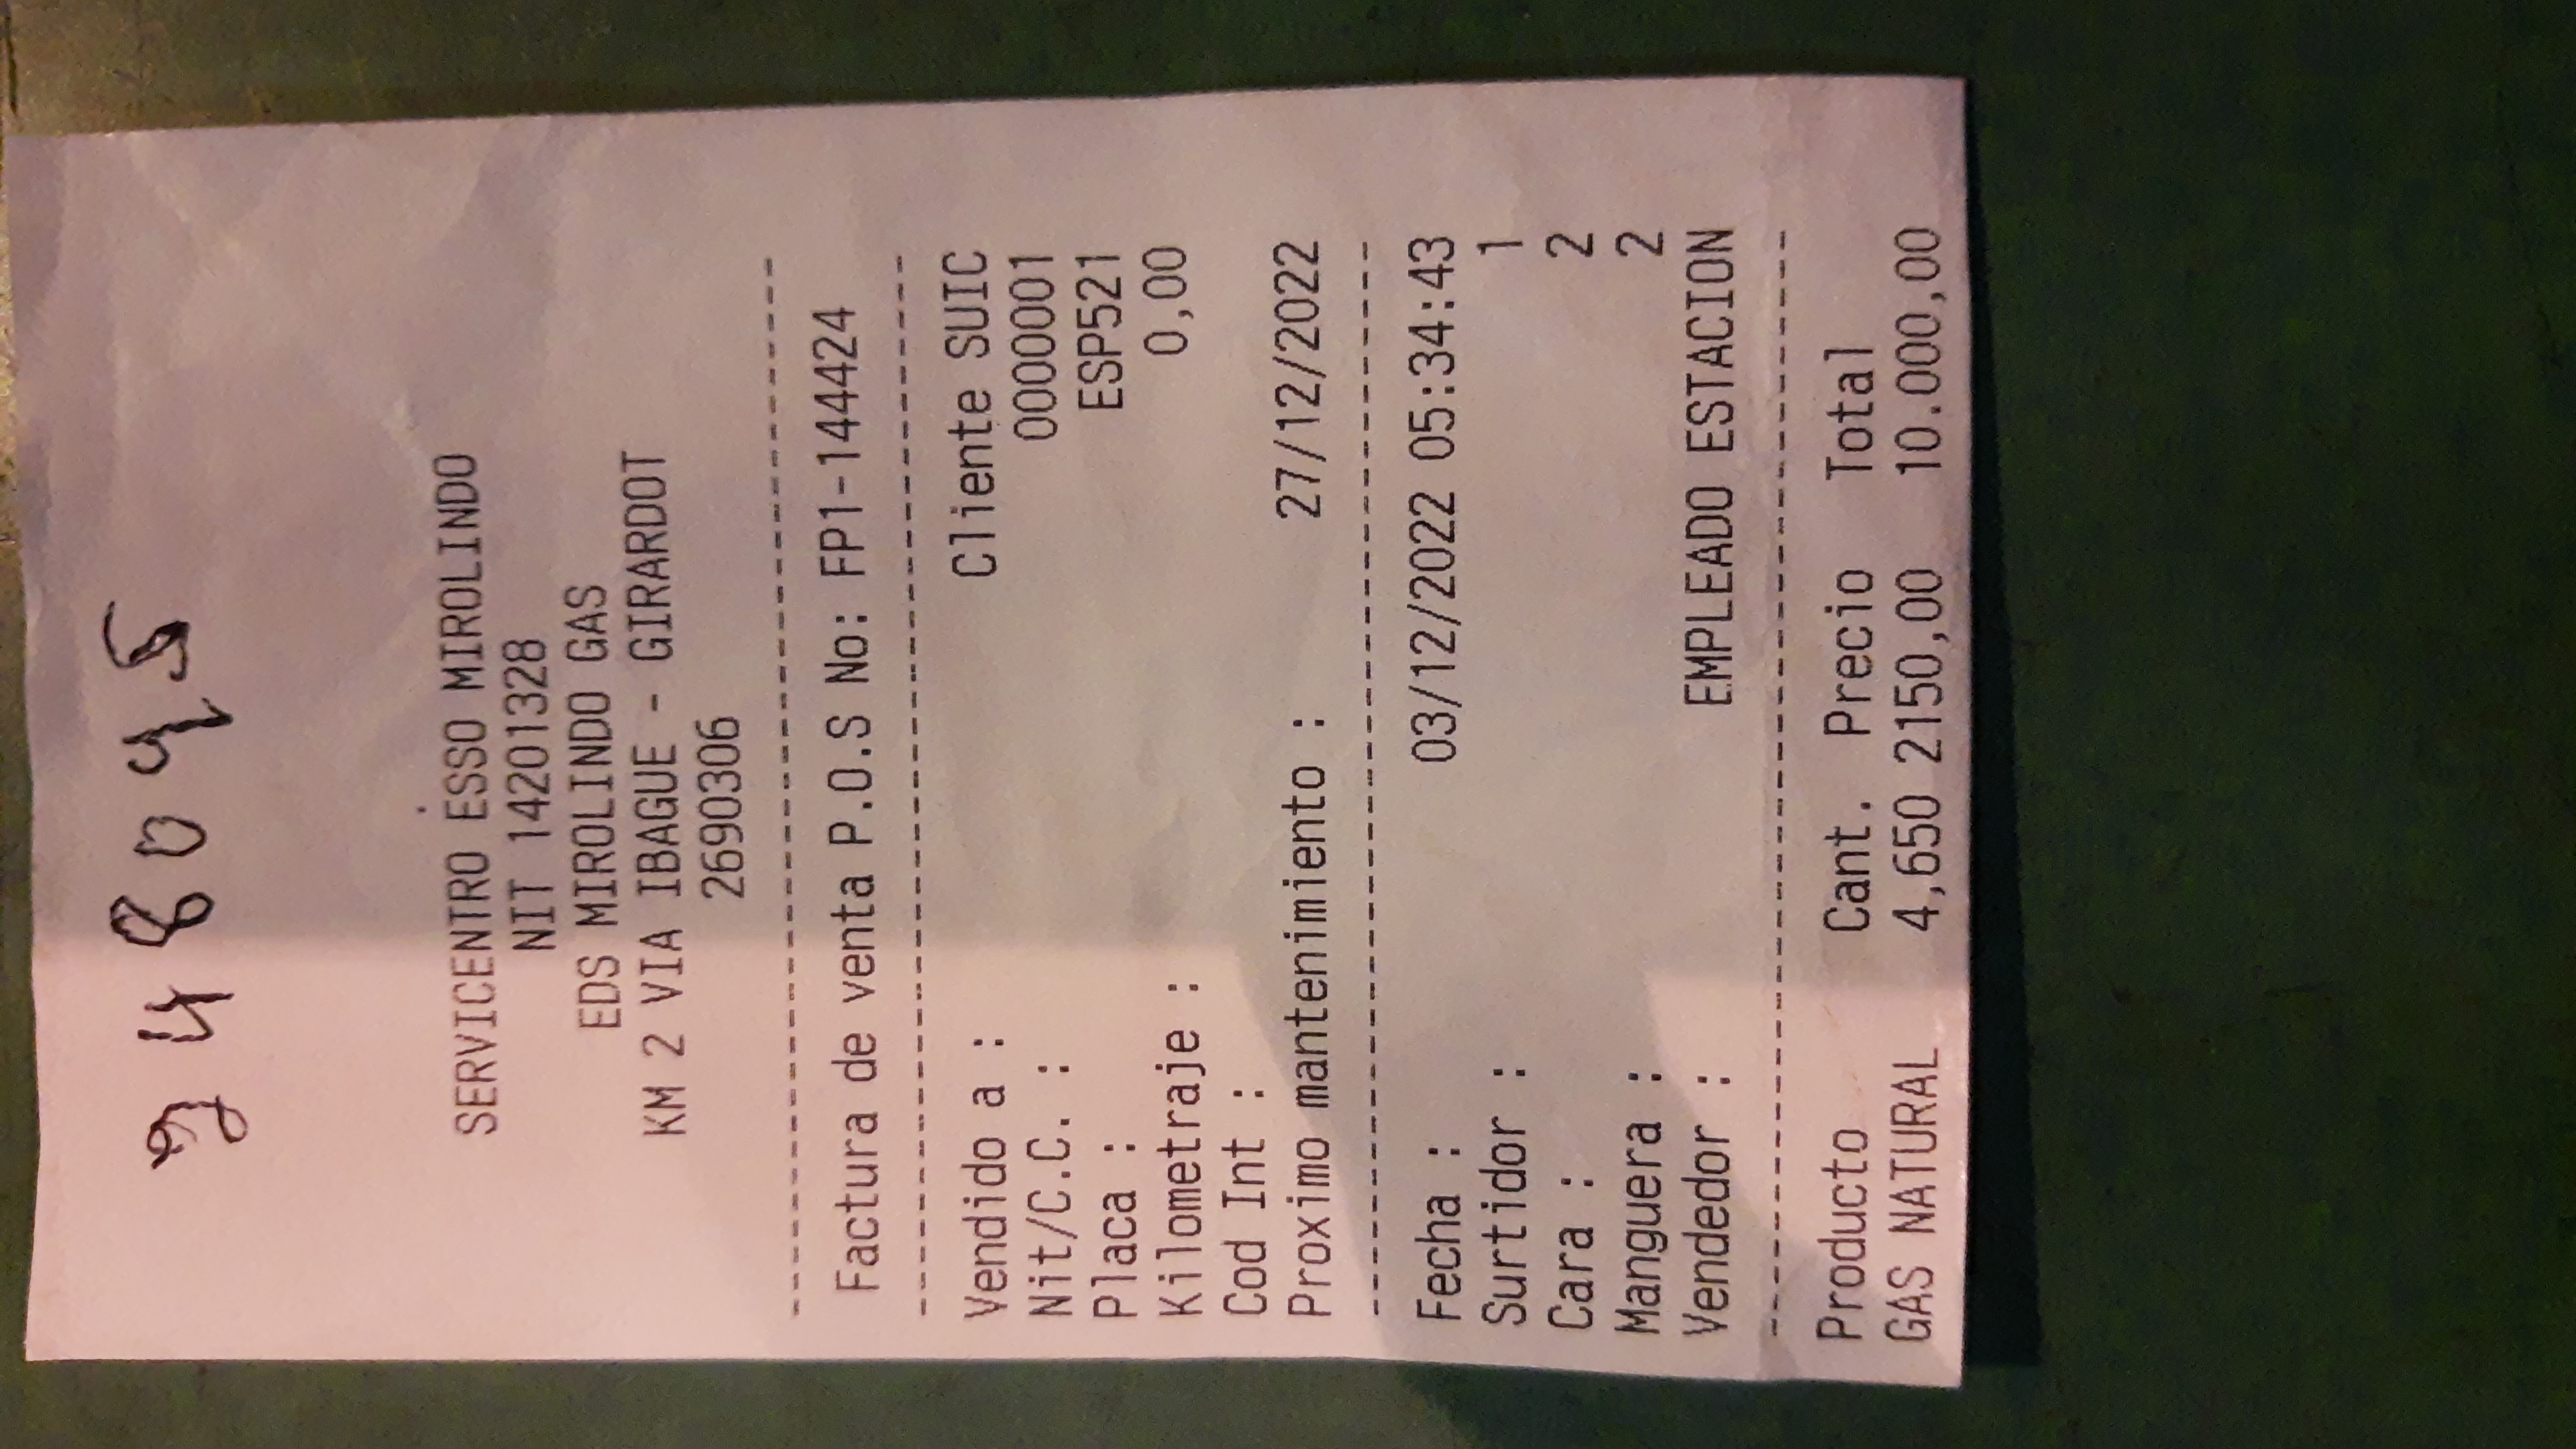 34895
SERVICENTRO ESSO MIROLINDO
NIT 14201328
EDS MIROLINDO GAS
KM 2 VIA IBAGUE - GIRARDOT
2690306
Factura de venta P.O.S No: FP1-144424
Vendido a : Cliente SUIC
Nit/C.C. : 00000001
Placa : ESP521
Kilometraje : 0,00
Cod Int :
Proximo mantenimiento : 27/12/2022
Fecha : 03/12/2022 05:34:43
Surtidor : 1
Cara : 2
Manguera : 2
Vendedor : EMPLEADO ESTACION
Producto Cant. Precio Total
GAS NATURAL 4,650 2150,00 10.000,00